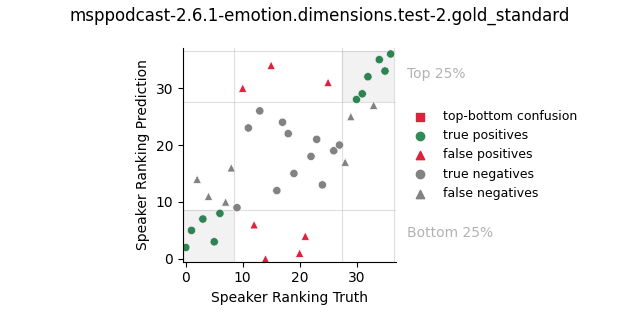 msppodcast-2.6.1-emotion.dimensions.test-2.gold_standard
Speaker Ranking Prediction
30
20
10
0
0 10 20 30
Speaker Ranking Truth
Top 25%
top-bottom confusion
true positives
false positives
true negatives
false negatives
Bottom 25%